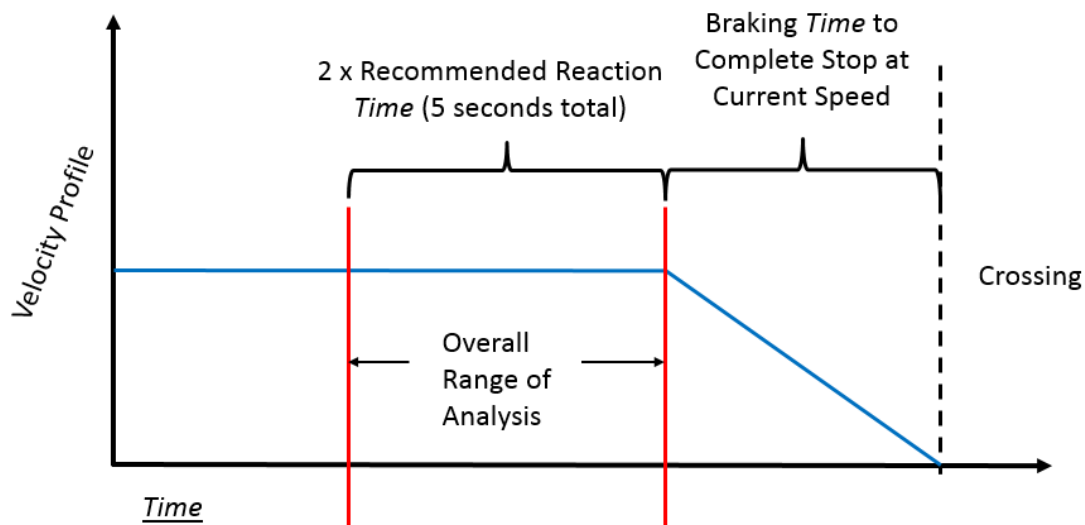 Braking Time to
Complete Stop at
Current Speed
2 x Recommended Reaction
Time (5 seconds total)
Velocity Profile
Crossing
Overall
Range of
Analysis
Time